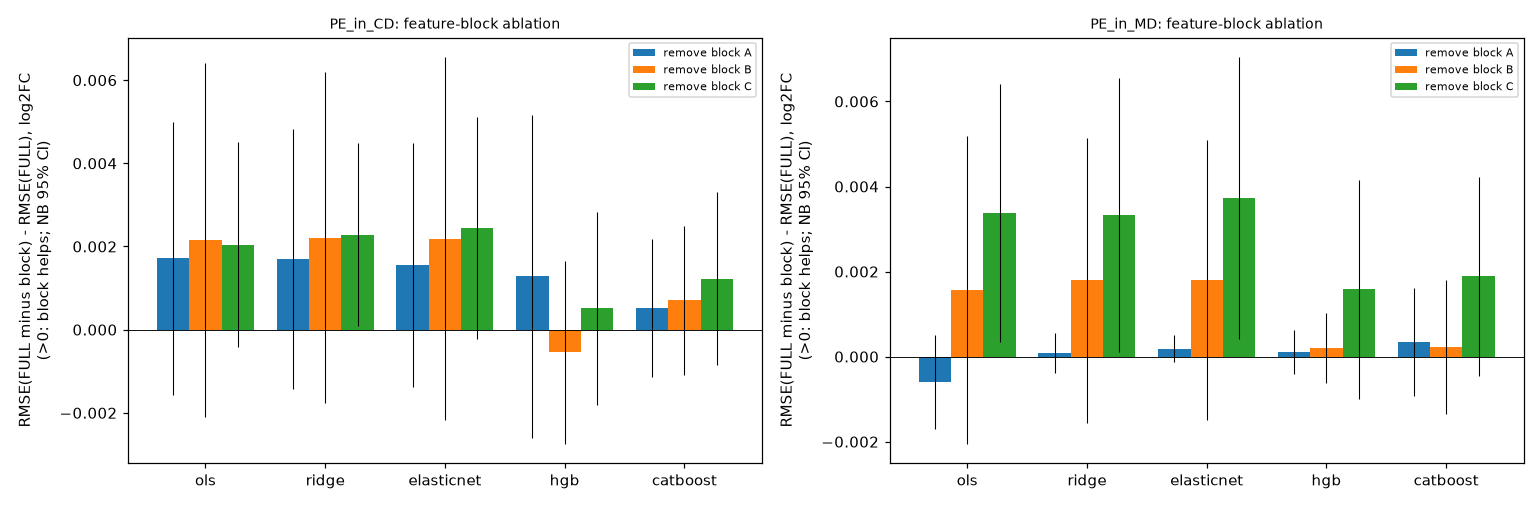 PE_in_CD: feature-block ablation
RMSE(FULL minus block) - RMSE(FULL), log2FC
(>0: block helps; NB 95% CI)
0.006
0.004
0.002
0.000
−0.002
remove block A
remove block B
remove block C
ols
ridge
elasticnet
hgb
catboost
PE_in_MD: feature-block ablation
RMSE(FULL minus block) - RMSE(FULL), log2FC
(>0: block helps; NB 95% CI)
0.006
0.004
0.002
0.000
−0.002
remove block A
remove block B
remove block C
ols
ridge
elasticnet
hgb
catboost